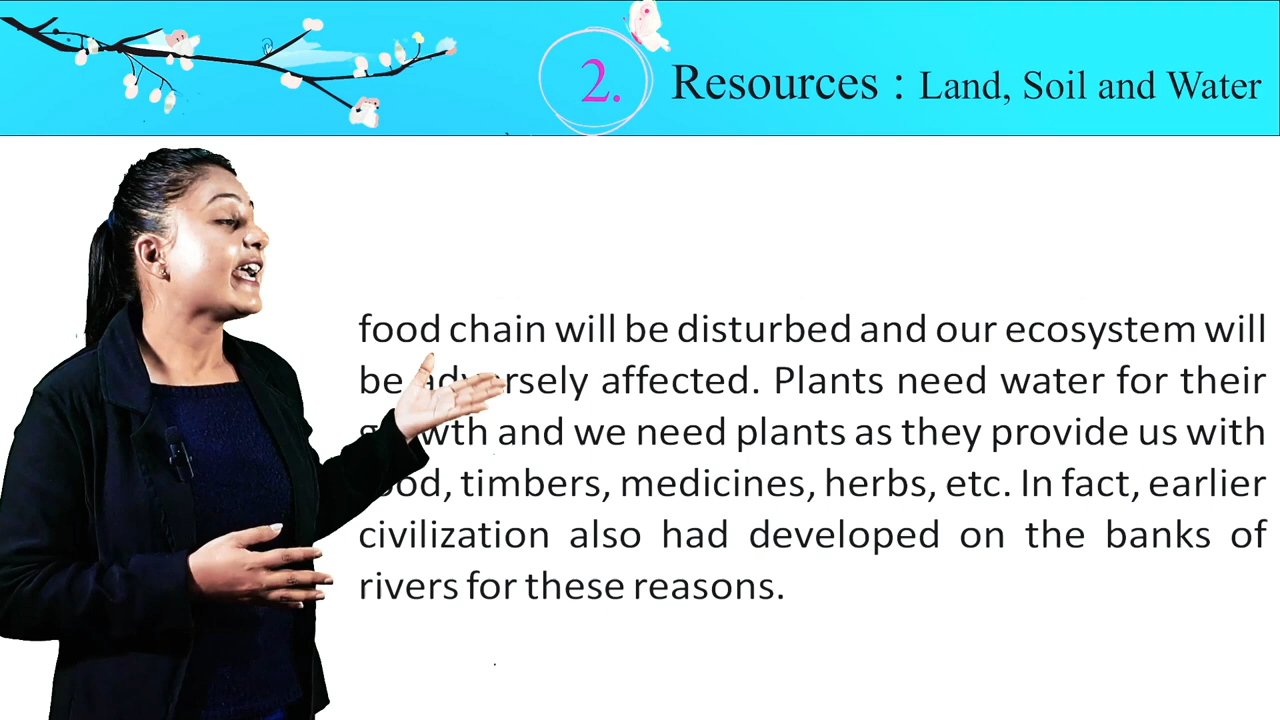 2. Resources : Land, Soil and Water
food chain will be disturbed and our ecosystem will
be adversely affected. Plants need water for their
growth and we need plants as they provide us with
food, timbers, medicines, herbs, etc. In fact, earlier
civilization also had developed on the banks of
rivers for these reasons.